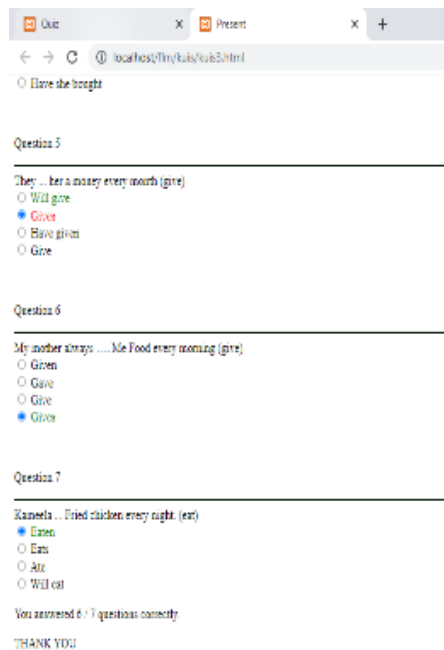 Quiz
Present
localhost/flm/kuis/kuis3.html
Have she bought
Question 5
They ... her a money every month (give)
Will give
Gives
Have given
Give
Question 6
My mother always ..... Me Food every morning (give)
Given
Gave
Give
Gives
Question 7
Kameela ... Fried chicken every night. (eat)
Eaten
Eats
Ate
Will eat
You answered 6 / 7 questions correctly.
THANK YOU